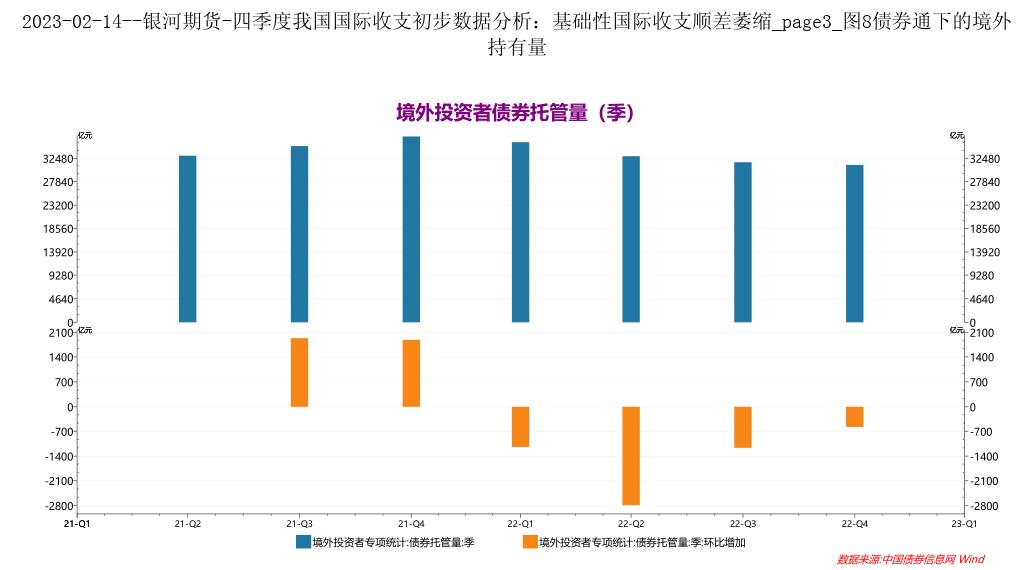 2023-02-14--银河期货-四季度我国国际收支初步数据分析：基础性国际收支顺差萎缩_page3_图8债券通下的境外
持有量
境外投资者债券托管量（季）
亿元 亿元
32480 32480
27840 27840
23200 23200
18560 18560
13920 13920
9280 9280
4640 4640
0 0
亿元 亿元
2100 2100
1400 1400
700 700
0 0
-700 -700
-1400 -1400
-2100 -2100
-2800 -2800
21-Q1 21-Q2 21-Q3 21-Q4 22-Q1 22-Q2 22-Q3 22-Q4 23-Q1
境外投资者专项统计:债券托管量:季 境外投资者专项统计:债券托管量:季:环比增加
数据来源:中国债券信息网 Wind